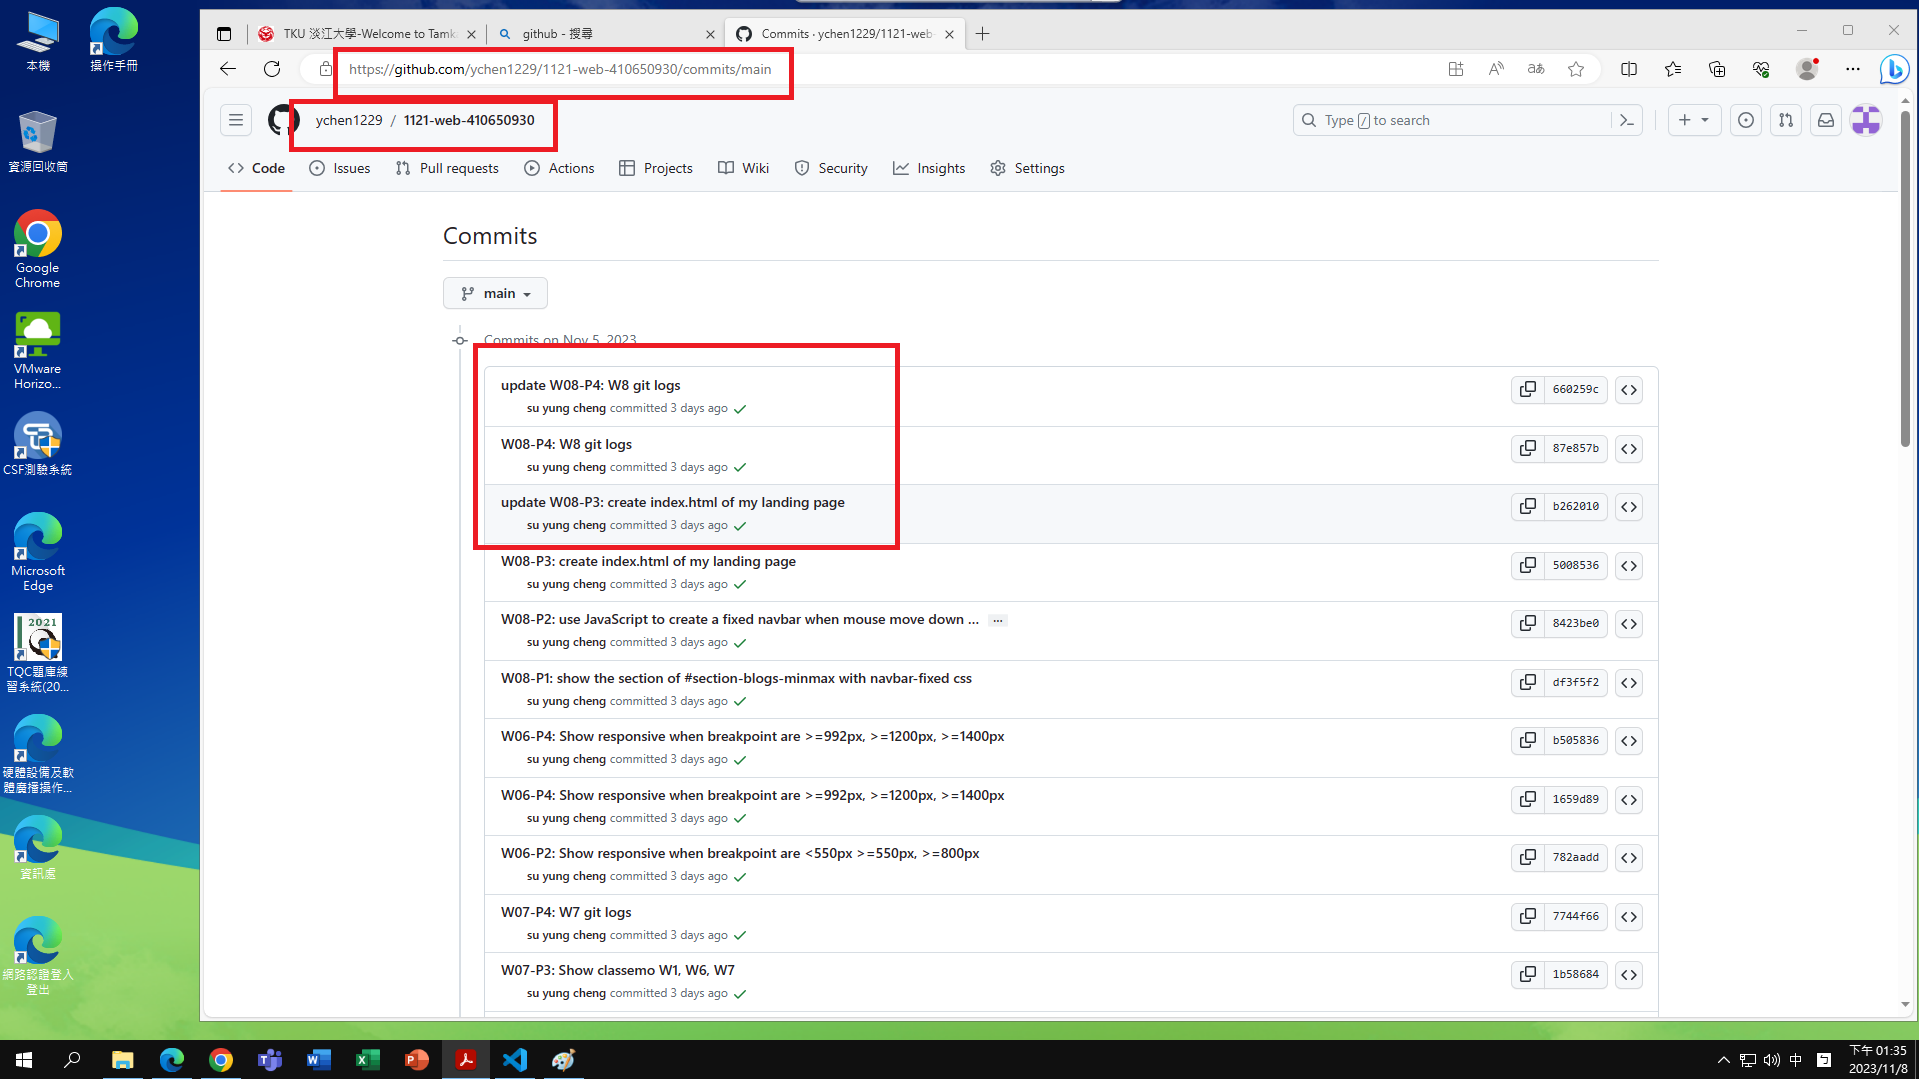 本機
操作手冊
資源回收筒
Google
Chrome
VMware
Horizo...
CSF測驗系統
Microsoft
Edge
2021
TQC題庫練
習系統(20...
硬體設備及軟
體廣播操作...
資訊處
網路認證登入
登出
TKU 淡江大學-Welcome to Tamk
github - 搜尋
Commits · ychen1229/1121-web-
https://github.com/ychen1229/1121-web-410650930/commits/main
ychen1229 / 1121-web-410650930
Type / to search
Code
Issues
Pull requests
Actions
Projects
Wiki
Security
Insights
Settings
Commits
main
Commits on Nov 5, 2023
update W08-P4: W8 git logs
660259c
su yung cheng committed 3 days ago
W08-P4: W8 git logs
87e857b
su yung cheng committed 3 days ago
update W08-P3: create index.html of my landing page
b262010
su yung cheng committed 3 days ago
W08-P3: create index.html of my landing page
5008536
su yung cheng committed 3 days ago
W08-P2: use JavaScript to create a fixed navbar when mouse move down ...
8423be0
su yung cheng committed 3 days ago
W08-P1: show the section of #section-blogs-minmax with navbar-fixed css
df3f5f2
su yung cheng committed 3 days ago
W06-P4: Show responsive when breakpoint are >=992px, >=1200px, >=1400px
b505836
su yung cheng committed 3 days ago
W06-P4: Show responsive when breakpoint are >=992px, >=1200px, >=1400px
1659d89
su yung cheng committed 3 days ago
W06-P2: Show responsive when breakpoint are <550px >=550px, >=800px
782aadd
su yung cheng committed 3 days ago
W07-P4: W7 git logs
7744f66
su yung cheng committed 3 days ago
W07-P3: Show classemo W1, W6, W7
1b58684
su yung cheng committed 3 days ago
中
下午 01:35
2023/11/8